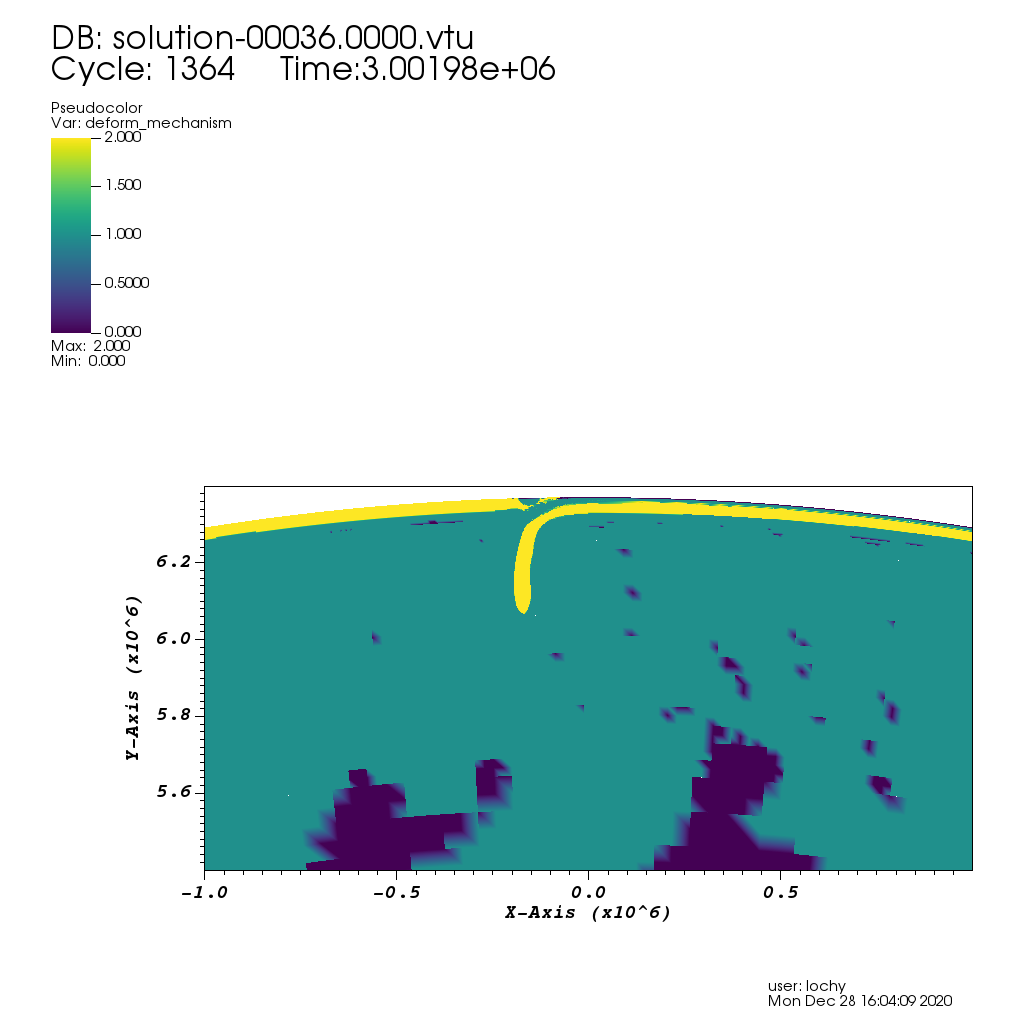 DB: solution-00036.0000.vtu
Cycle: 1364 Time:3.00198e+06
Pseudocolor
Var: deform_mechanism
2.000
1.500
1.000
0.5000
0.000
Max: 2.000
Min: 0.000
6.2
6.0
5.8
5.6
Y-Axis (x10^6)
-1.0 -0.5 0.0 0.5
X-Axis (x10^6)
user: lochy
Mon Dec 28 16:04:09 2020